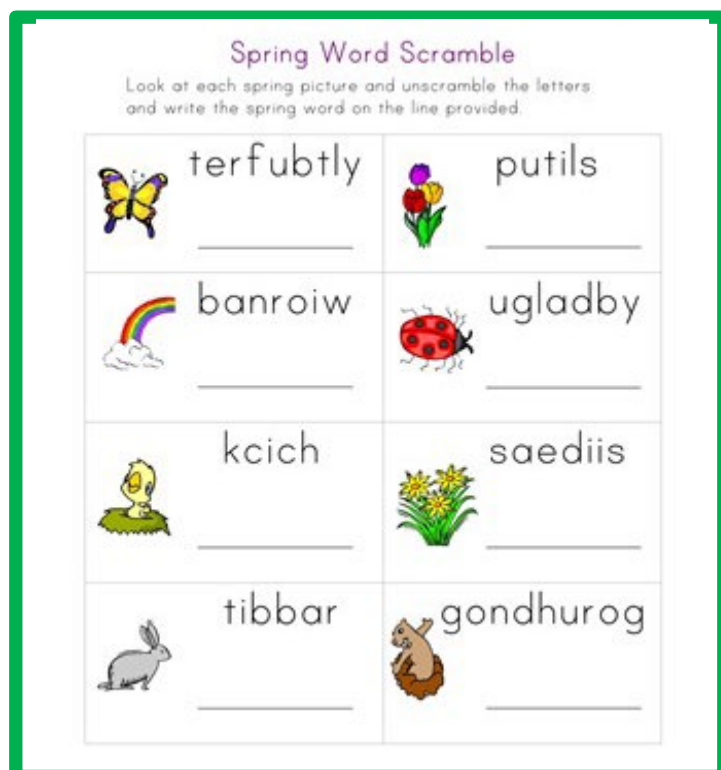 Spring Word Scramble
Look at each spring picture and unscramble the letters
and write the spring word on the line provided.
terfubtly
putils
banroiw
ugladby
kcich
saediis
tibbar
gondhurog